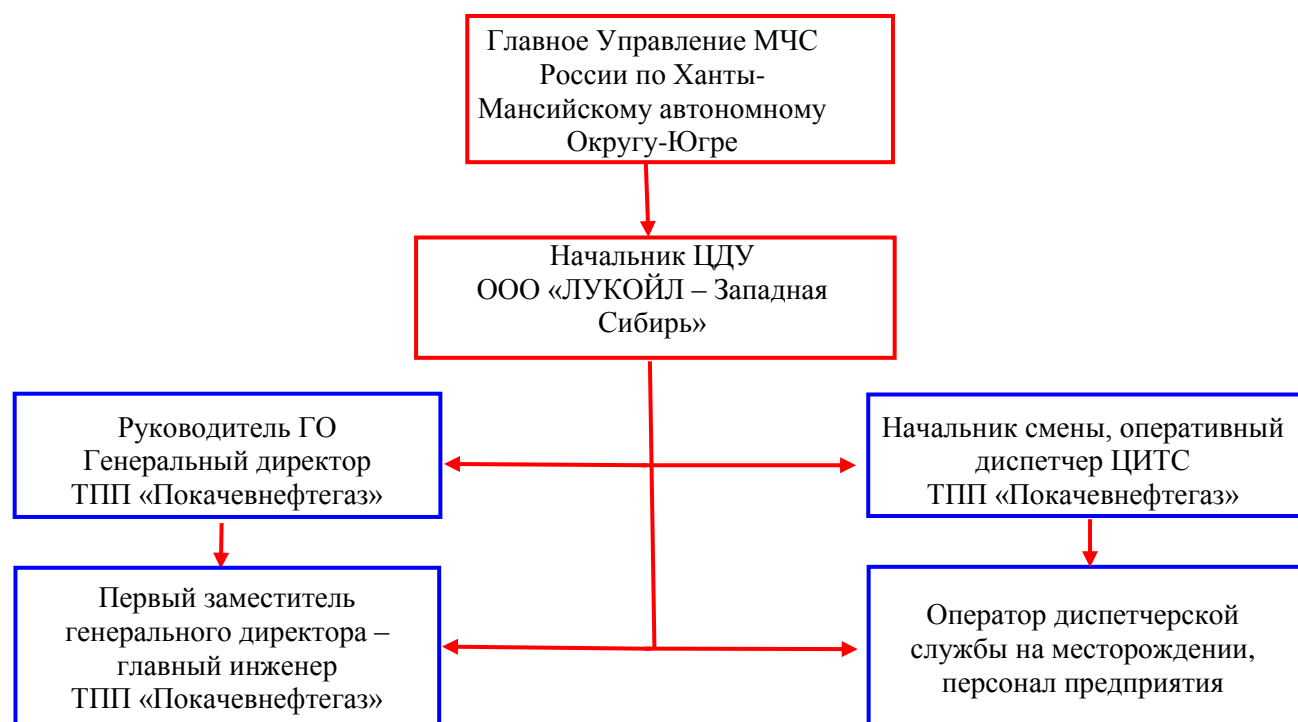 Главное Управление МЧС
России по Ханты-
Мансийскому автономному
Округу-Югре
Начальник ЦДУ
ООО «ЛУКОЙЛ – Западная
Сибирь»
Руководитель ГО
Генеральный директор
ТПП «Покачевнефтегаз»
Начальник смены, оперативный
диспетчер ЦИТС
ТПП «Покачевнефтегаз»
Первый заместитель
генерального директора –
главный инженер
ТПП «Покачевнефтегаз»
Оператор диспетчерской
службы на месторождении,
персонал предприятия